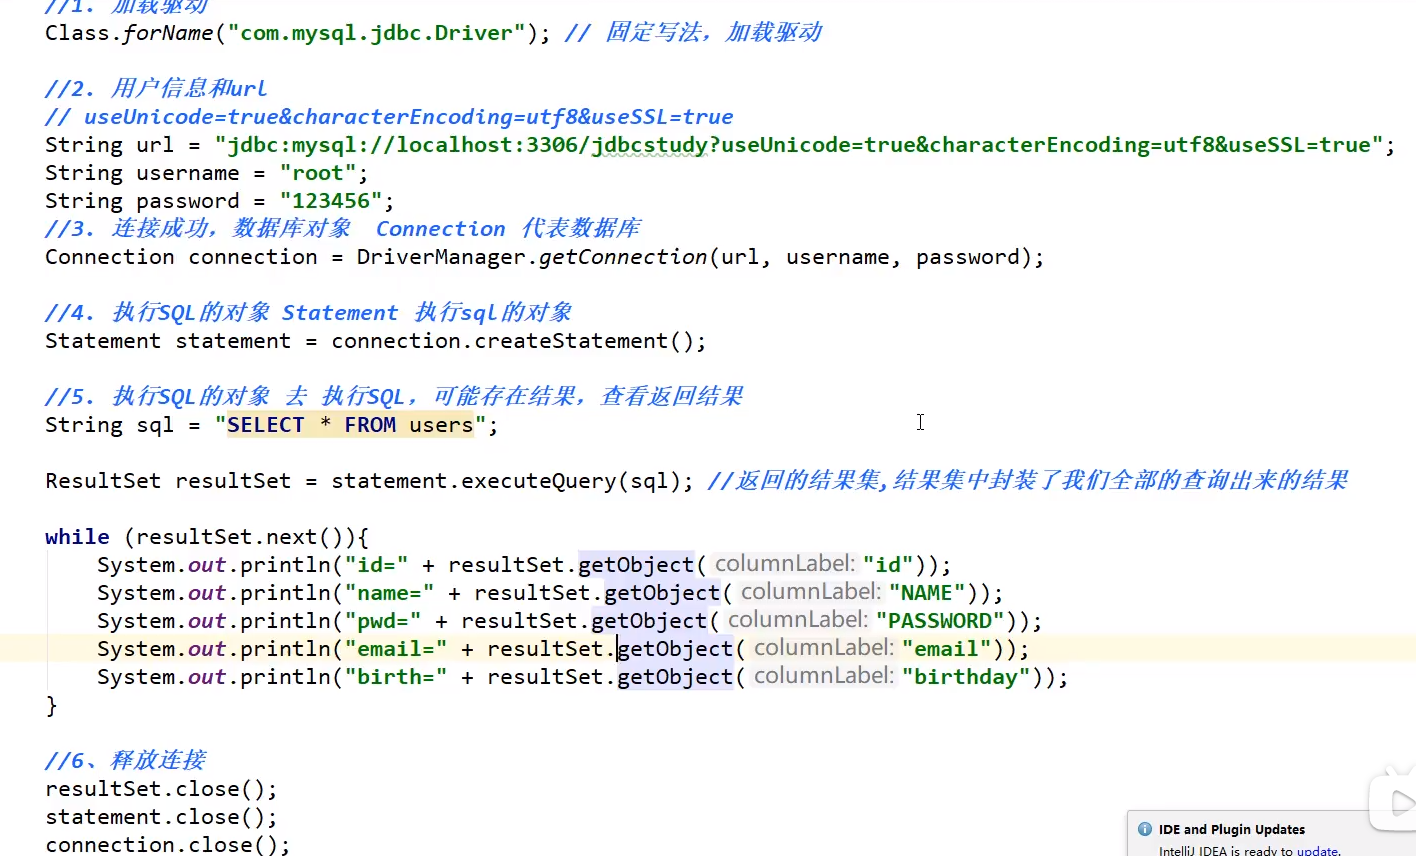 //1. 加载驱动
Class.forName("com.mysql.jdbc.Driver"); // 固定写法，加载驱动
//2. 用户信息和url
// useUnicode=true&characterEncoding=utf8&useSSL=true
String url = "jdbc:mysql://localhost:3306/jdbcstudy?useUnicode=true&characterEncoding=utf8&useSSL=true";
String username = "root";
String password = "123456";
//3. 连接成功，数据库对象  Connection 代表数据库
Connection connection = DriverManager.getConnection(url, username, password);
//4. 执行SQL的对象 Statement 执行sql的对象
Statement statement = connection.createStatement();
//5. 执行SQL的对象 去 执行SQL，可能存在结果，查看返回结果
String sql = "SELECT * FROM users";
ResultSet resultSet = statement.executeQuery(sql); //返回的结果集,结果集中封装了我们全部的查询出来的结果
while (resultSet.next()){
System.out.println("id=" + resultSet.getObject( columnLabel: "id"));
System.out.println("name=" + resultSet.getObject( columnLabel: "NAME"));
System.out.println("pwd=" + resultSet.getObject( columnLabel: "PASSWORD"));
System.out.println("email=" + resultSet.getObject( columnLabel: "email"));
System.out.println("birth=" + resultSet.getObject( columnLabel: "birthday"));
}
//6、释放连接
resultSet.close();
statement.close();
connection.close();
IDE and Plugin Updates
IntelliJ IDEA is ready to update.